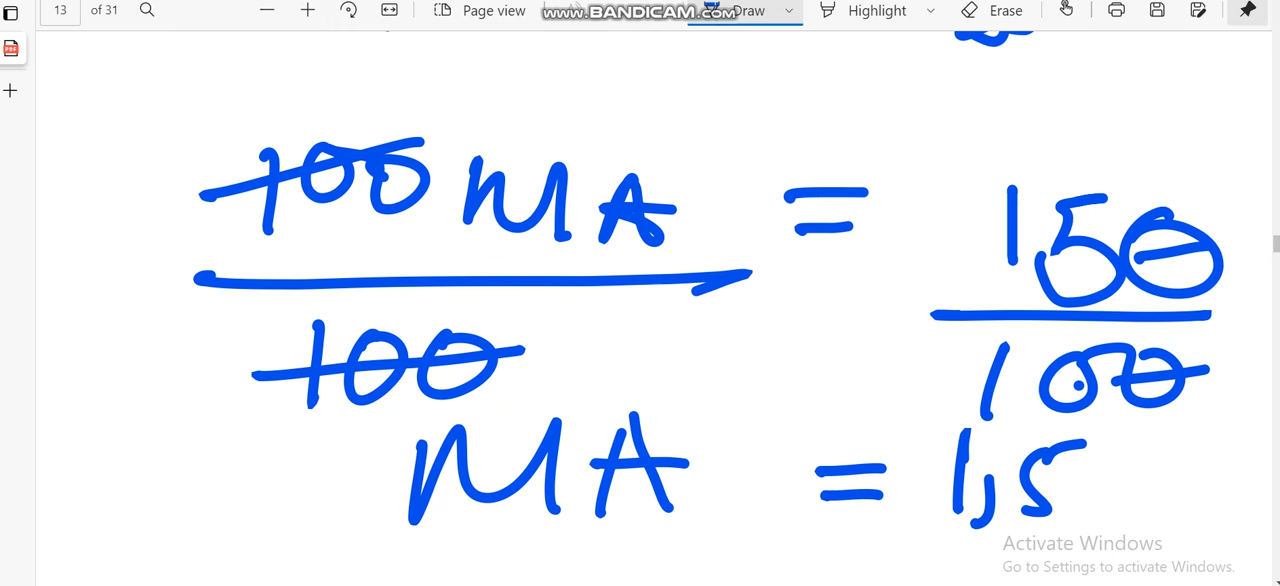 13 of 31 Page view www.BANDICAM.com Draw Highlight Erase
PDF
100 MA = 150
100 100
MA = 1,5
Activate Windows
Go to Settings to activate Windows.